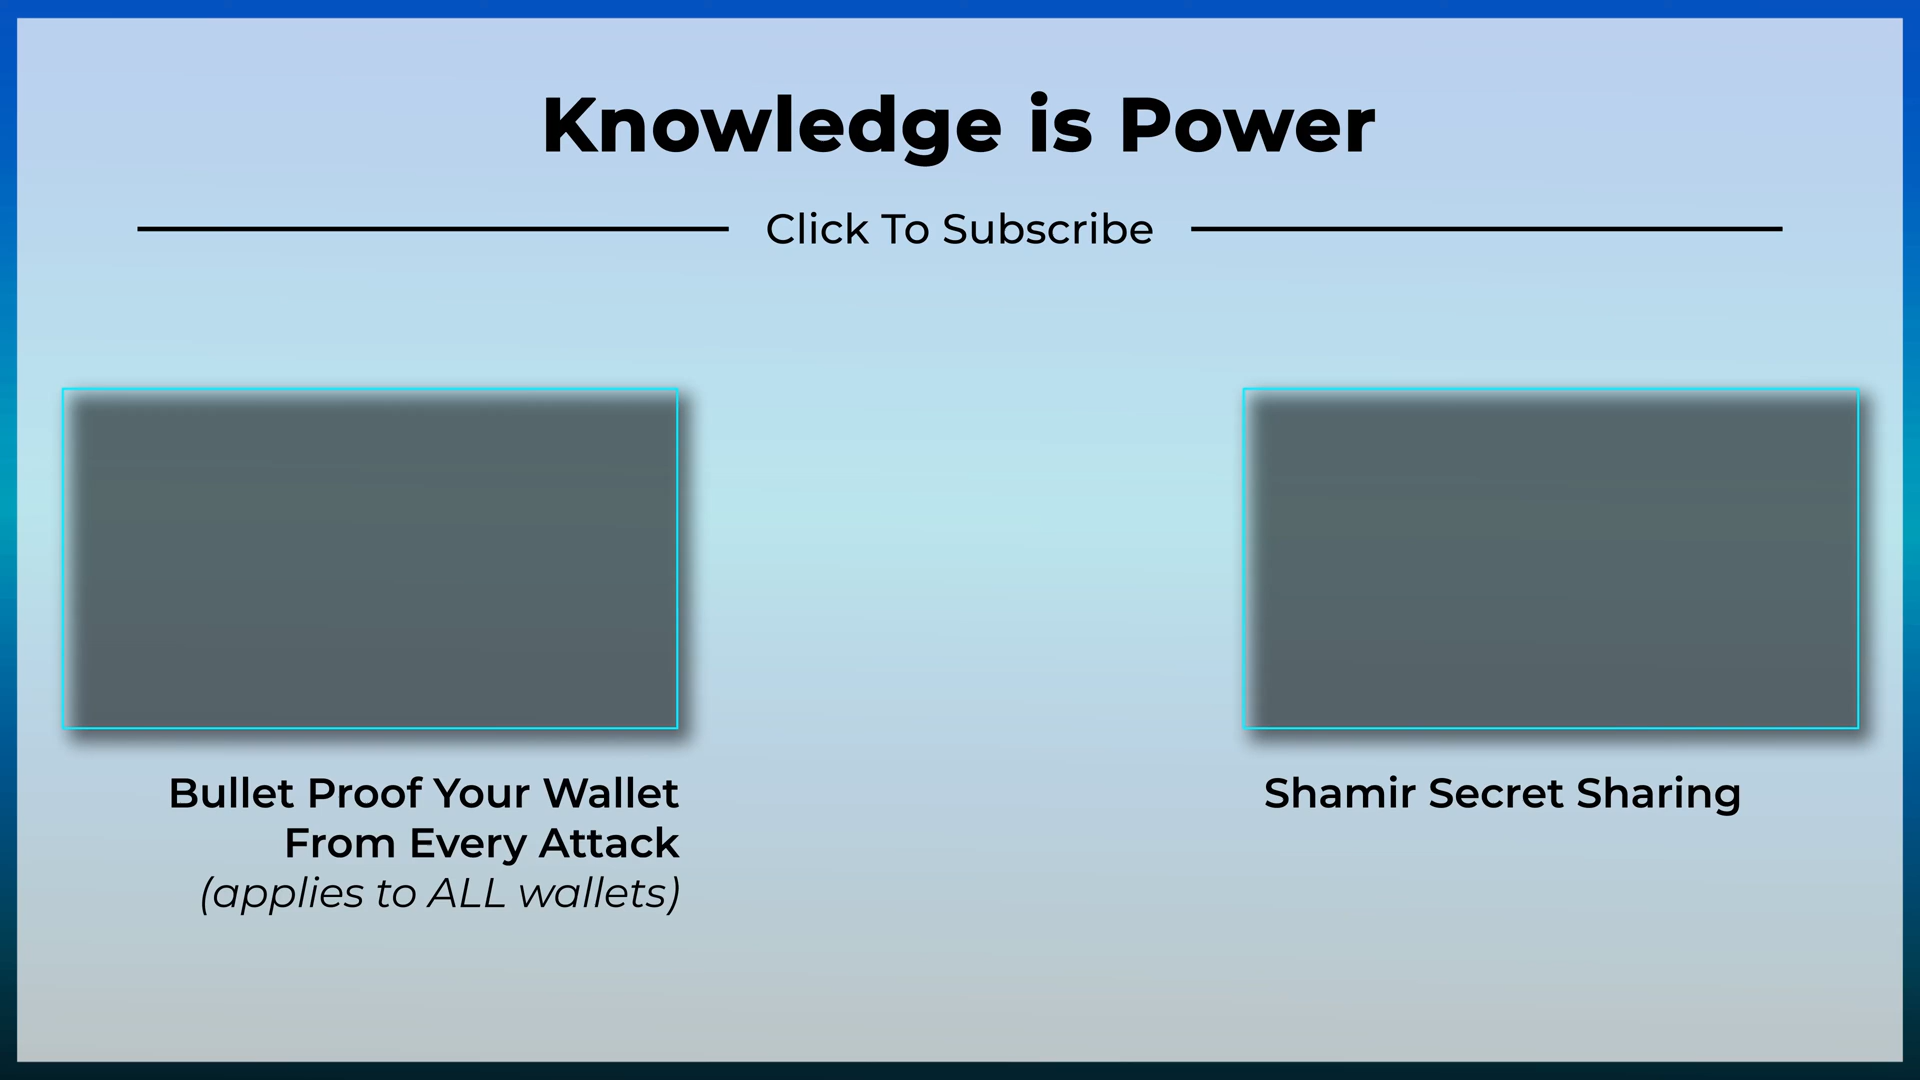 Knowledge is Power
Click To Subscribe
Bullet Proof Your Wallet
From Every Attack
(applies to ALL wallets)
Shamir Secret Sharing